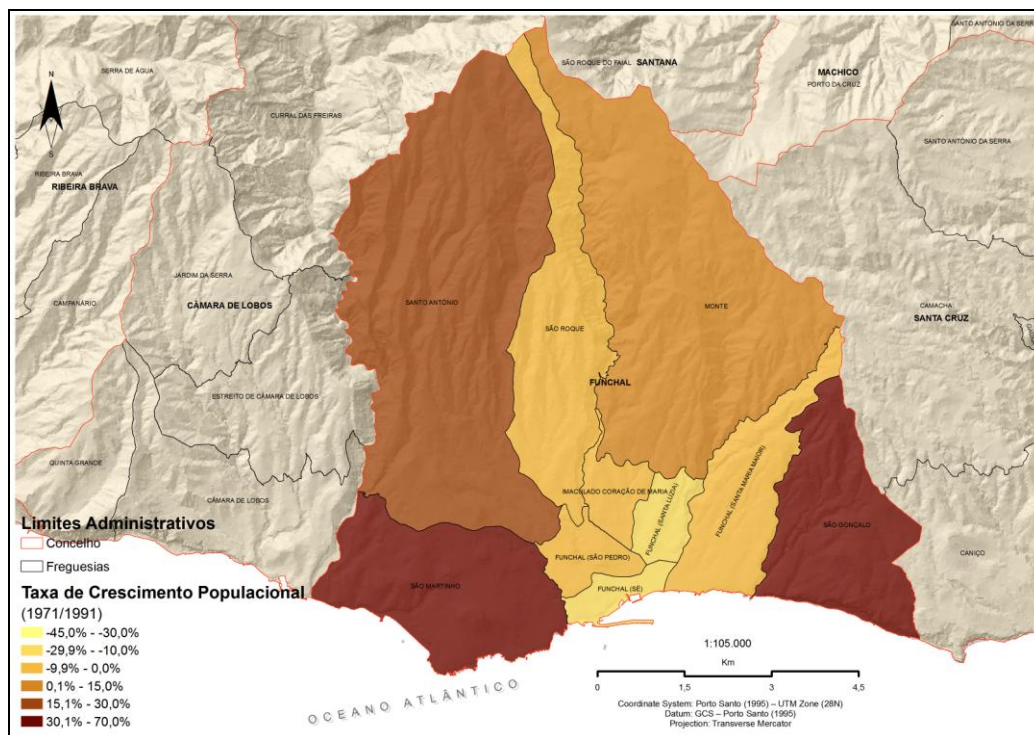 SANTO ANTÓNIO DA SERRA
SÃO ROQUE DO FAIAL
SANTANA
SERRA DE ÁGUA
MACHICO
PORTO DA CRUZ
N
S
CURRAL DAS FREIRAS
SANTO ANTÓNIO DA SERRA
RIBEIRA BRAVA
RIBEIRA BRAVA
JARDIM DA SERRA
CAMPANÁRIO
CÂMARA DE LOBOS
SANTO ANTÓNIO
MONTE
CAMACHA
SANTA CRUZ
SÃO ROQUE
FUNCHAL
ESTREITO DE CÂMARA DE LOBOS
QUINTA GRANDE
CÂMARA DE LOBOS
IMACULADO CORAÇÃO DE MARIA
FUNCHAL (SANTA LUZIA)
FUNCHAL (SANTA MARIA MAIOR)
SÃO GONÇALO
FUNCHAL (SÃO PEDRO)
CANIÇO
SÃO MARTINHO
FUNCHAL (SÉ)
Limites Administrativos
Concelho
Freguesias
Taxa de Crescimento Populacional
(1971/1991)
-45,0% - -30,0%
-29,9% - -10,0%
-9,9% - 0,0%
0,1% - 15,0%
15,1% - 30,0%
30,1% - 70,0%
OCEANO ATLÂNTICO
1:105.000
Km
0 1,5 3 4,5
Coordinate System: Porto Santo (1995) – UTM Zone (28N)
Datum: GCS – Porto Santo (1995)
Projection: Transverse Mercator